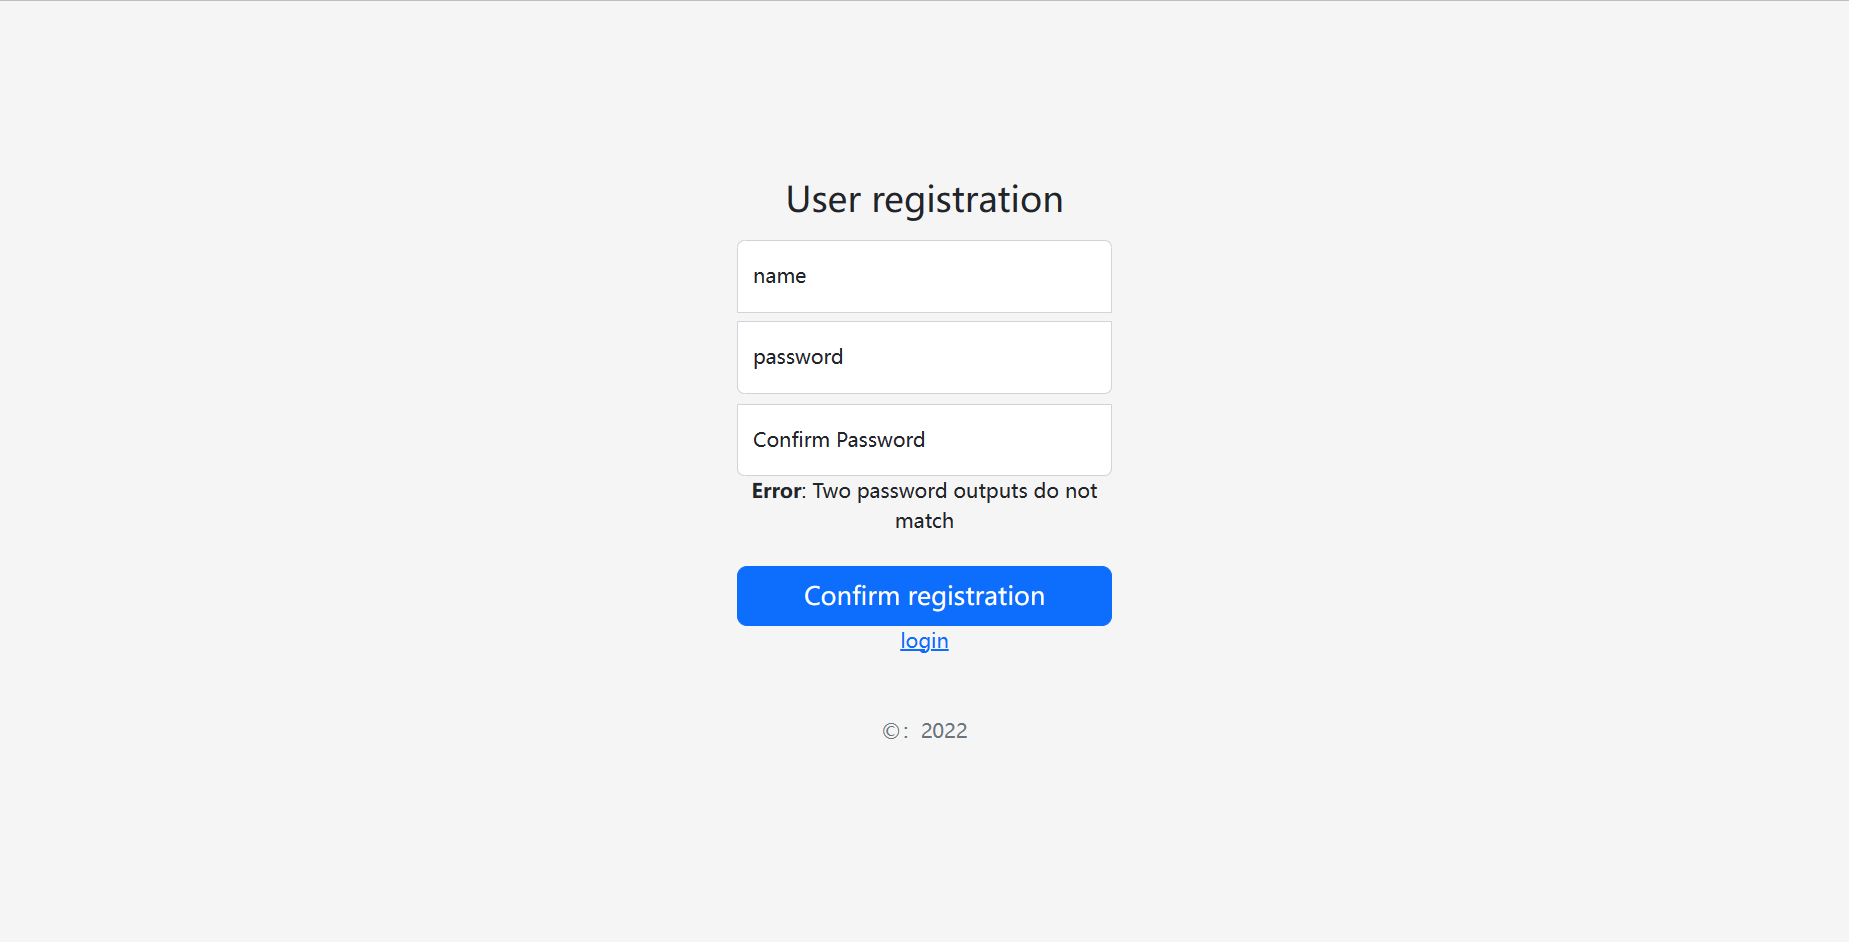 User registration
name
password
Confirm Password
Error: Two password outputs do not
match
Confirm registration
login
©：2022